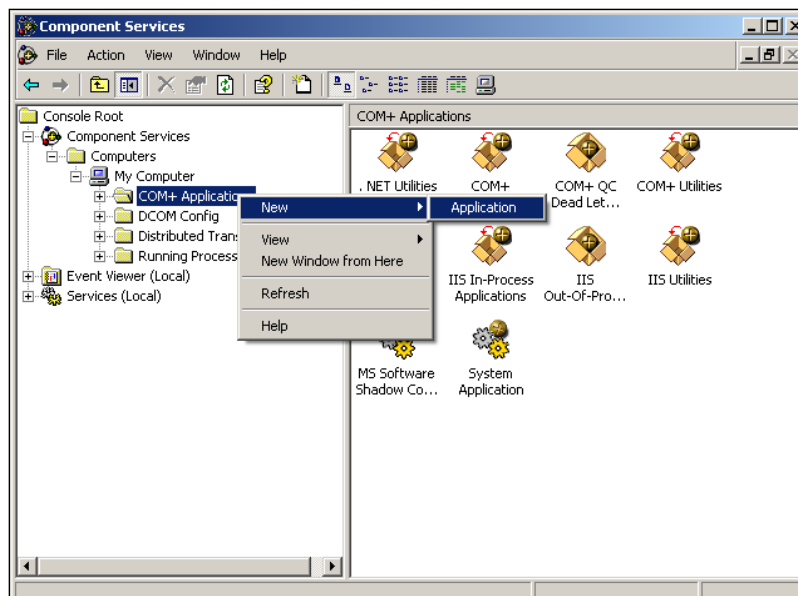 Component Services
File Action View Window Help
Console Root
Component Services
Computers
My Computer
COM+ Applicatio
DCOM Config
Distributed Tran
Running Process
Event Viewer (Local)
Services (Local)
New
View
New Window from Here
Refresh
Help
Application
COM+ Applications
.NET Utilities
COM+
COM+ QC
Dead Let...
COM+ Utilities
IIS In-Process
Applications
IIS
Out-Of-Pro...
IIS Utilities
MS Software
Shadow Co...
System
Application